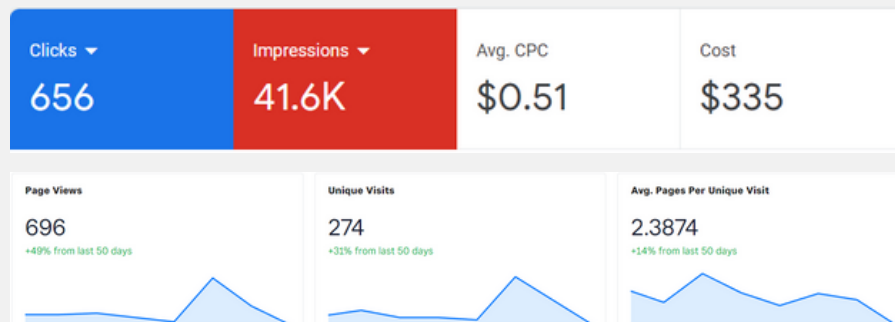 Clicks Impressions Avg. CPC Cost
656 41.6K $0.51 $335
Page Views Unique Visits Avg. Pages Per Unique Visit
696 274 2.3874
+49% from last 50 days +31% from last 50 days +14% from last 50 days